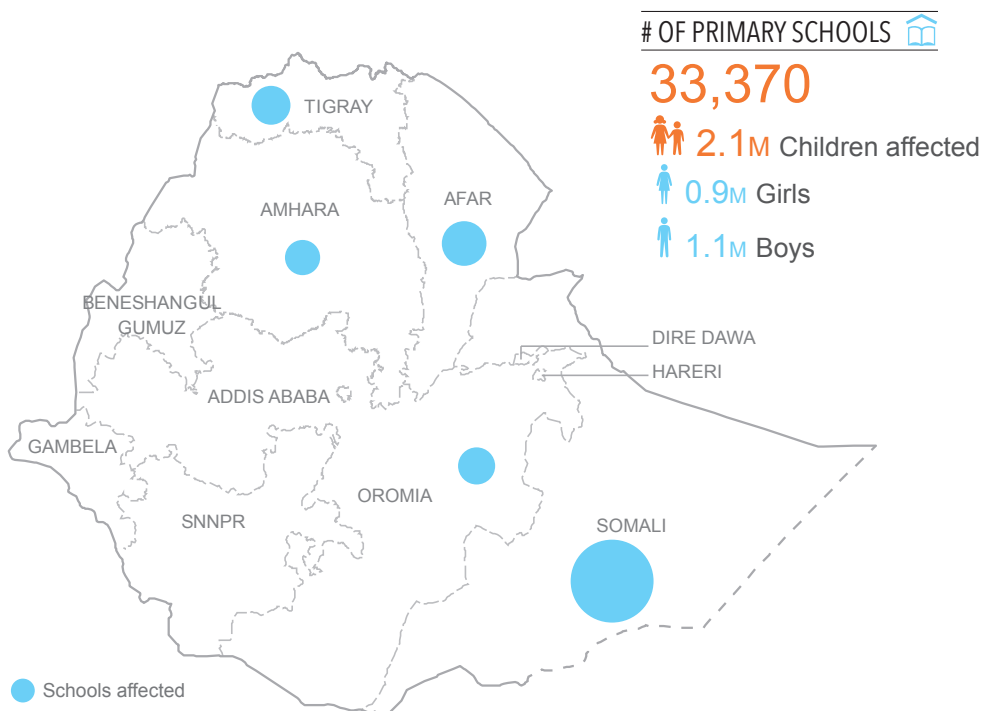 # OF PRIMARY SCHOOLS
33,370
2.1M Children affected
0.9M Girls
1.1M Boys
TIGRAY
AMHARA
AFAR
BENESHANGUL
GUMUZ
DIRE DAWA
HARERI
ADDIS ABABA
GAMBELA
OROMIA
SNNPR
SOMALI
Schools affected